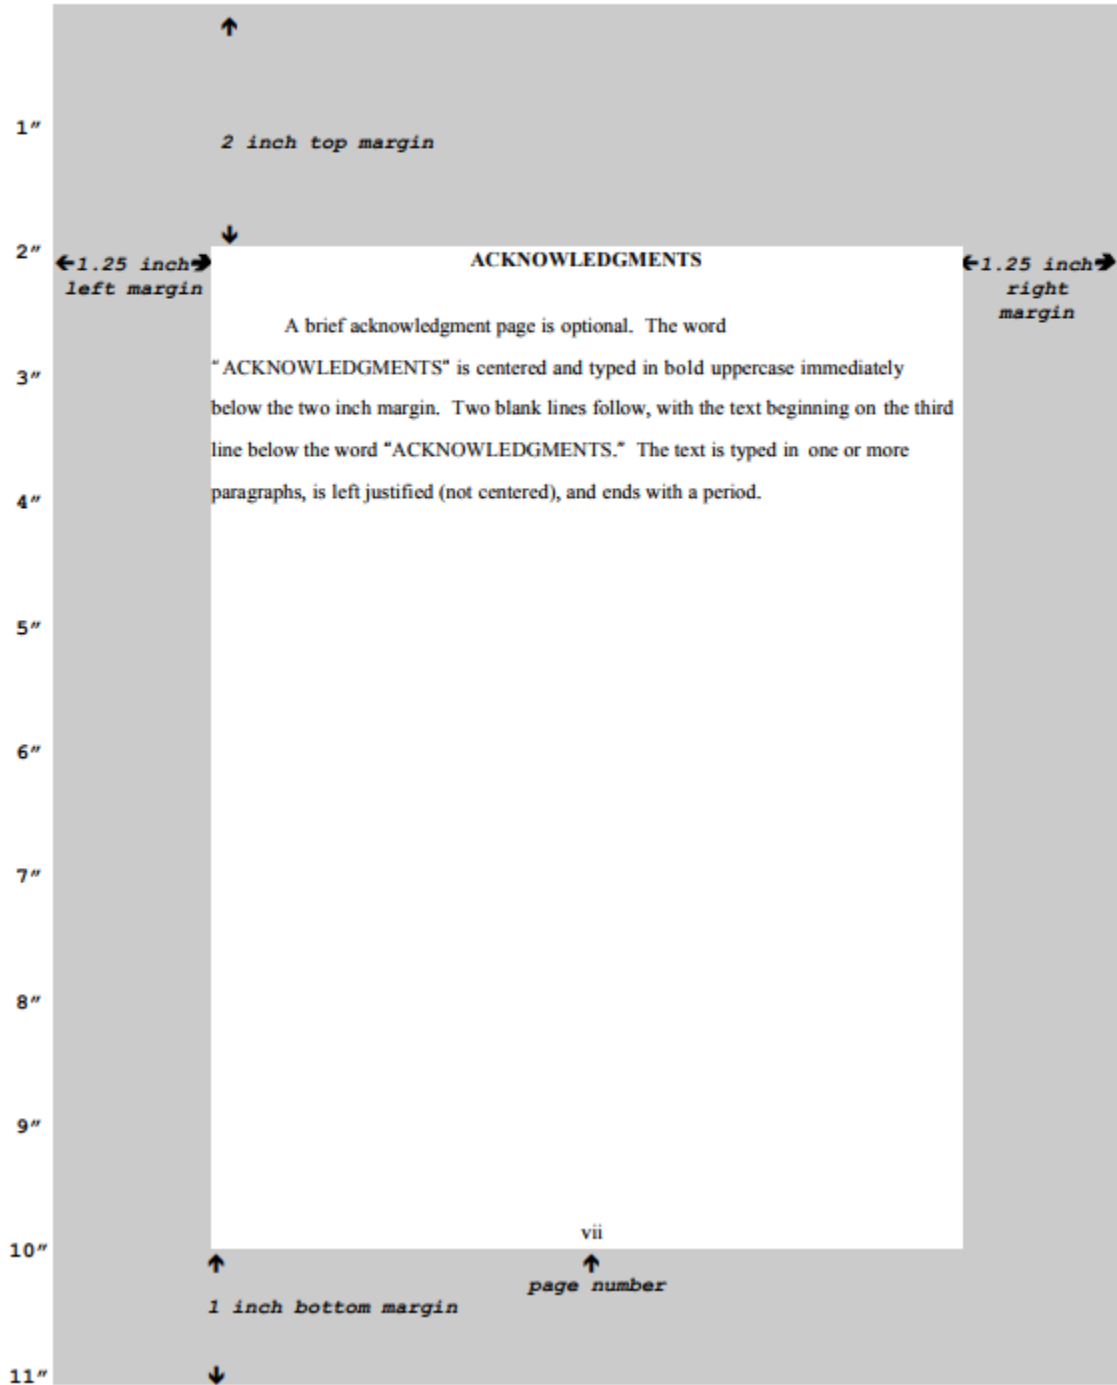 1"
2 inch top margin
2"
1.25 inch
left margin
ACKNOWLEDGMENTS
1.25 inch
right
margin
A brief acknowledgment page is optional.  The word
"ACKNOWLEDGMENTS" is centered and typed in bold uppercase immediately
3"
below the two inch margin.  Two blank lines follow, with the text beginning on the third
line below the word "ACKNOWLEDGMENTS."  The text is typed in one or more
4"
paragraphs, is left justified (not centered), and ends with a period.
5"
6"
7"
8"
9"
vii
10"
page number
1 inch bottom margin
11"